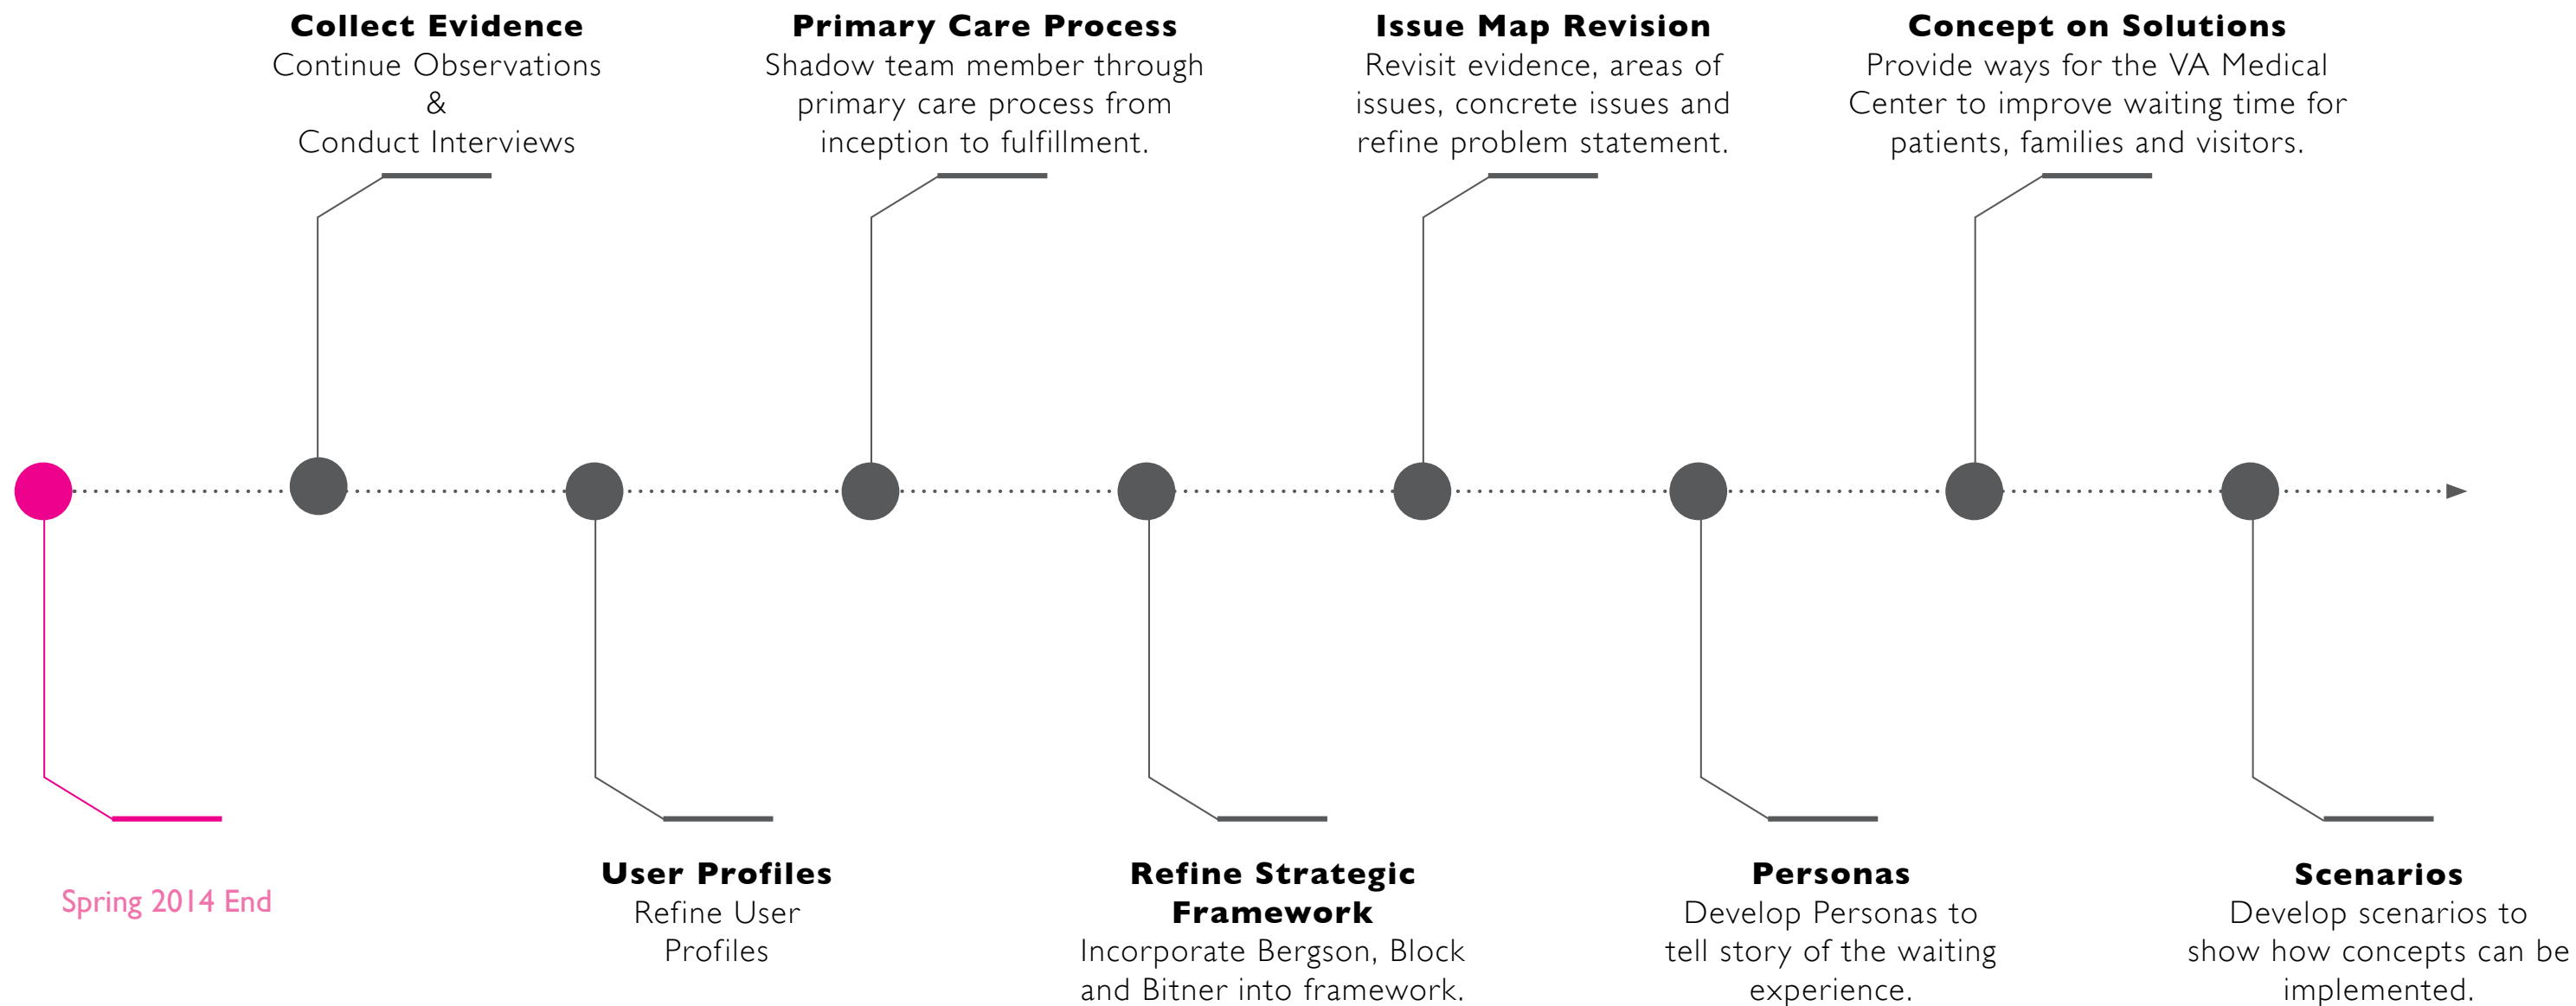 Collect Evidence
Continue Observations
&
Conduct Interviews
Primary Care Process
Shadow team member through
primary care process from
inception to fulfillment.
Issue Map Revision
Revisit evidence, areas of
issues, concrete issues and
refine problem statement.
Concept on Solutions
Provide ways for the VA Medical
Center to improve waiting time for
patients, families and visitors.
Spring 2014 End
User Profiles
Refine User
Profiles
Refine Strategic
Framework
Incorporate Bergson, Block
and Bitner into framework.
Personas
Develop Personas to
tell story of the waiting
experience.
Scenarios
Develop scenarios to
show how concepts can be
implemented.